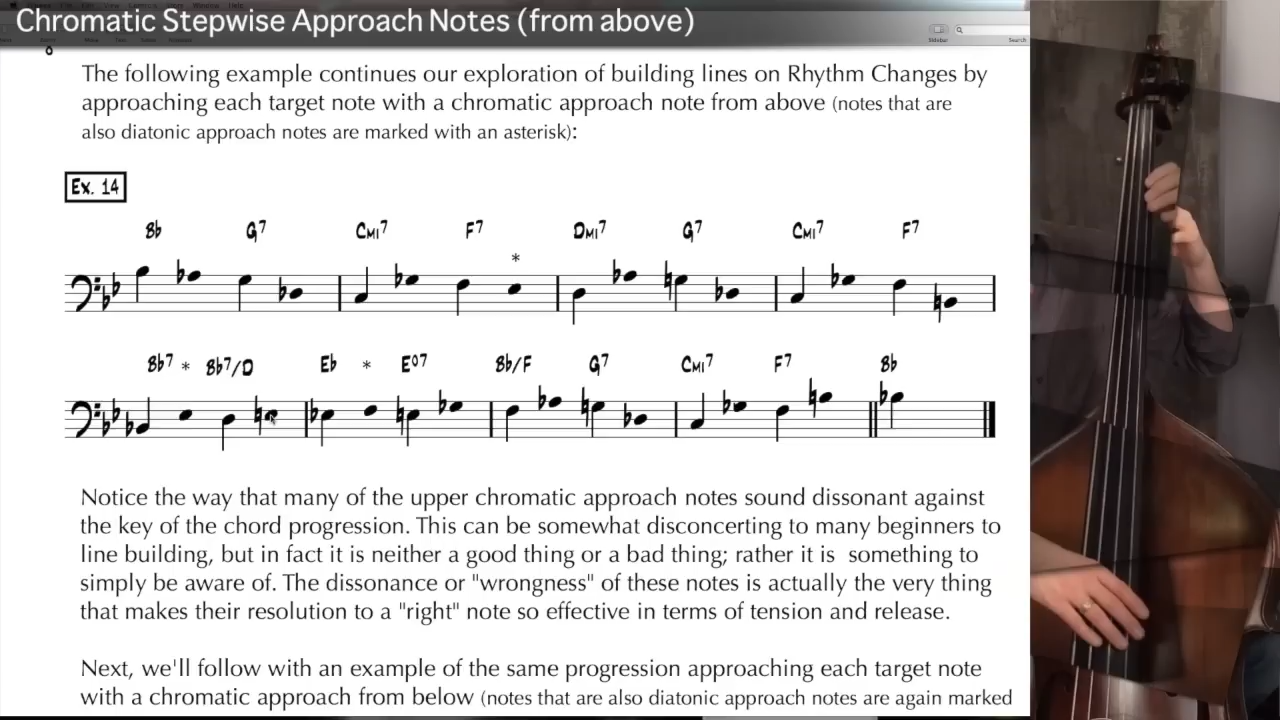 Chromatic Stepwise Approach Notes (from above)
Sidebar Search
The following example continues our exploration of building lines on Rhythm Changes by
approaching each target note with a chromatic approach note from above (notes that are
also diatonic approach notes are marked with an asterisk):
Ex. 14
B♭ G7 CMI7 F7 * DMI7 G7 CMI7 F7
B♭7 * B♭7/D E♭ * E°7 B♭/F G7 CMI7 F7 B♭
Notice the way that many of the upper chromatic approach notes sound dissonant against
the key of the chord progression. This can be somewhat disconcerting to many beginners to
line building, but in fact it is neither a good thing or a bad thing; rather it is something to
simply be aware of. The dissonance or "wrongness" of these notes is actually the very thing
that makes their resolution to a "right" note so effective in terms of tension and release.
Next, we'll follow with an example of the same progression approaching each target note
with a chromatic approach from below (notes that are also diatonic approach notes are again marked